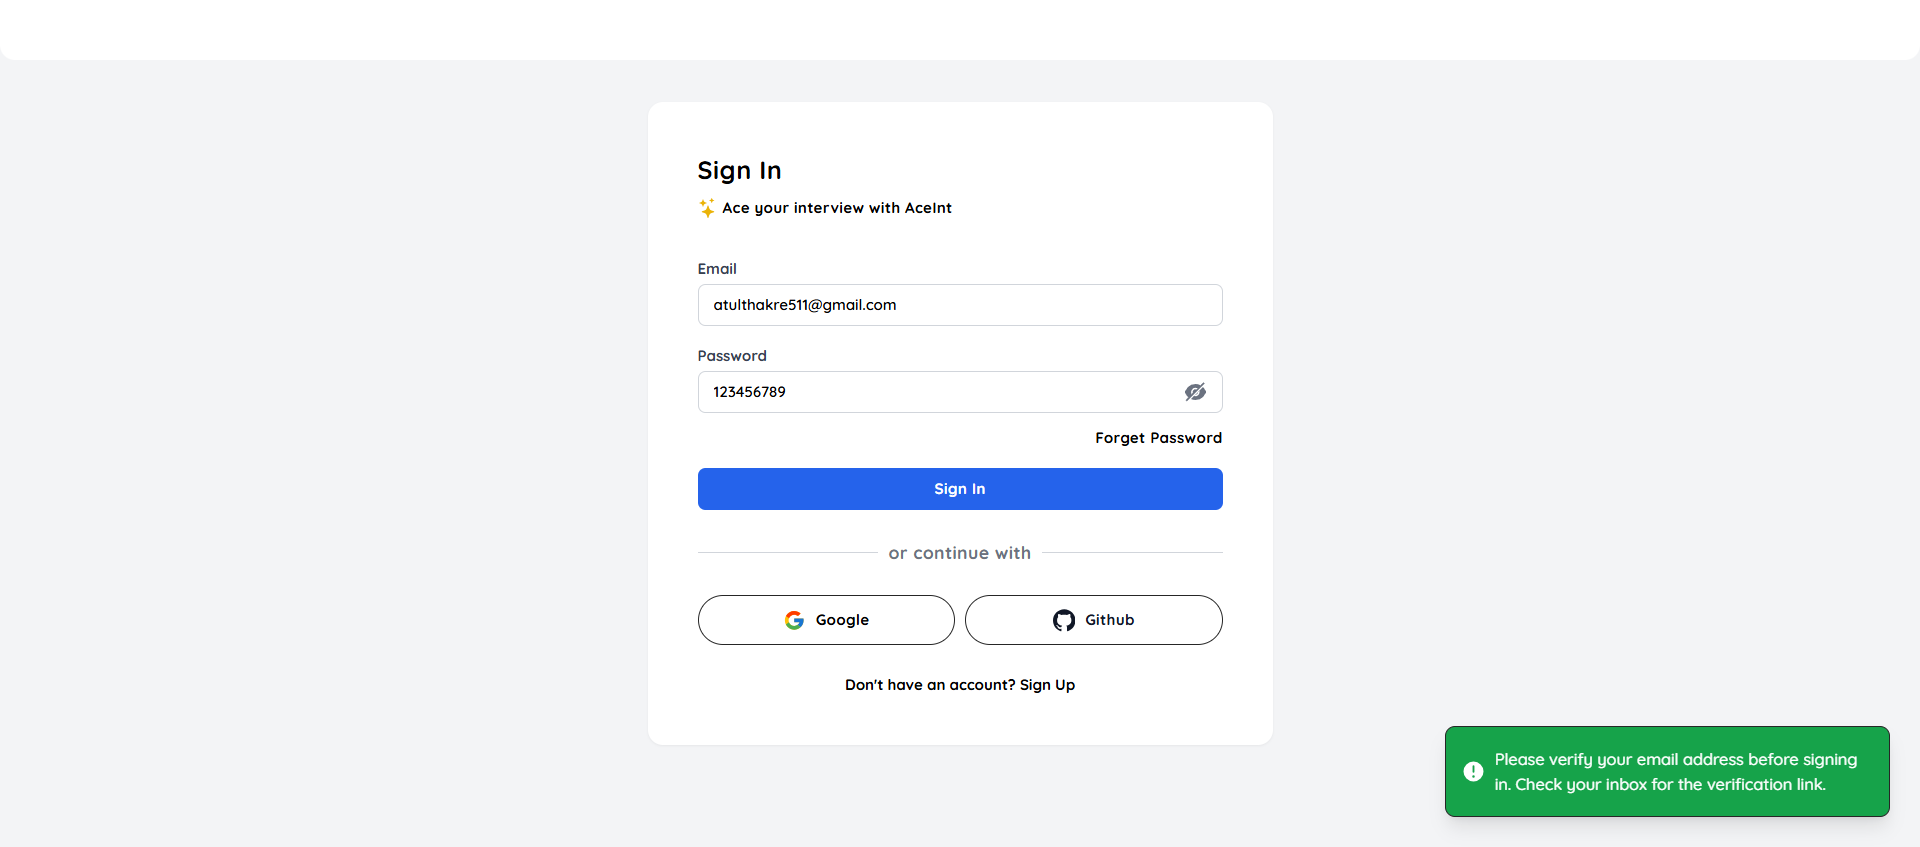 Sign In
Ace your interview with AceInt
Email
atulthakre511@gmail.com
Password
123456789
Forget Password
Sign In
or continue with
Google
Github
Don't have an account? Sign Up
Please verify your email address before signing
in. Check your inbox for the verification link.